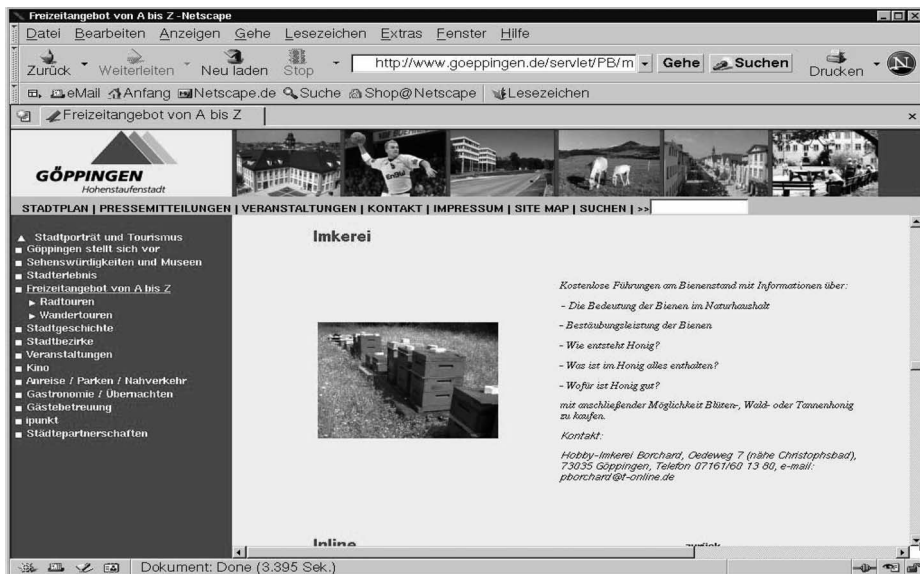 Freizeitangebot von A bis Z -Netscape
Datei Bearbeiten Anzeigen Gehe Lesezeichen Extras Fenster Hilfe
Zurück Weiterleiten Neu laden Stop http://www.goeppingen.de/servlet/PB/m Gehe Suchen Drucken N
eMail Anfang Netscape.de Suche Shop@Netscape Lesezeichen
Freizeitangebot von A bis Z
GÖPPINGEN
Hohenstaufenstadt
STADTPLAN | PRESSEMITTEILUNGEN | VERANSTALTUNGEN | KONTAKT | IMPRESSUM | SITE MAP | SUCHEN | >>
Stadtporträt und Tourismus
Göppingen stellt sich vor
Sehenswürdigkeiten und Museen
Stadterlebnis
Freizeitangebot von A bis Z
Radtouren
Wandertouren
Stadtgeschichte
Stadtbezirke
Veranstaltungen
Kino
Anreise / Parken / Nahverkehr
Gastronomie / Übernachten
Gästebetreuung
ipunkt
Städtepartnerschaften
Imkerei
Kostenlose Führungen am Bienenstand mit Informationen über:
- Die Bedeutung der Bienen im Naturhaushalt
- Bestäubungsleistung der Bienen
- Wie entsteht Honig?
- Was ist im Honig alles enthalten?
- Wofür ist Honig gut?
mit anschließender Möglichkeit Blüten-, Wald- oder Tannenhonig
zu kaufen.
Kontakt:
Hobby-Imkerei Borchard, Oedeweg 7 (nähe Christophsbad),
73035 Göppingen, Telefon 07161/60 13 80, e-mail:
pborchard@t-online.de
Inline
zurück
Dokument: Done (3.395 Sek.)